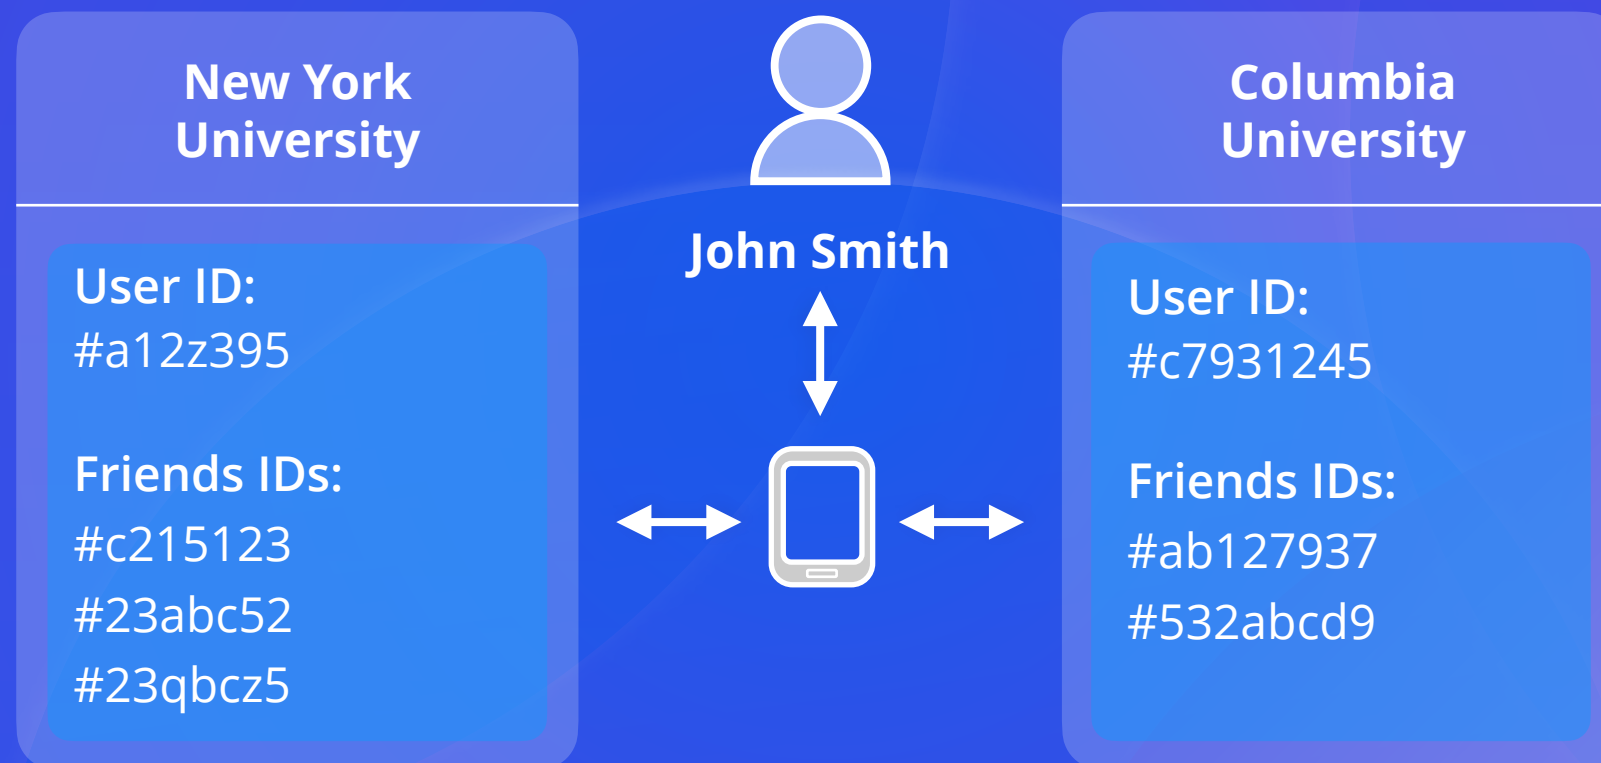 New York
University
User ID:
#a12z395
Friends IDs:
#c215123
#23abc52
#23qbcz5
John Smith
Columbia
University
User ID:
#c7931245
Friends IDs:
#ab127937
#532abcd9